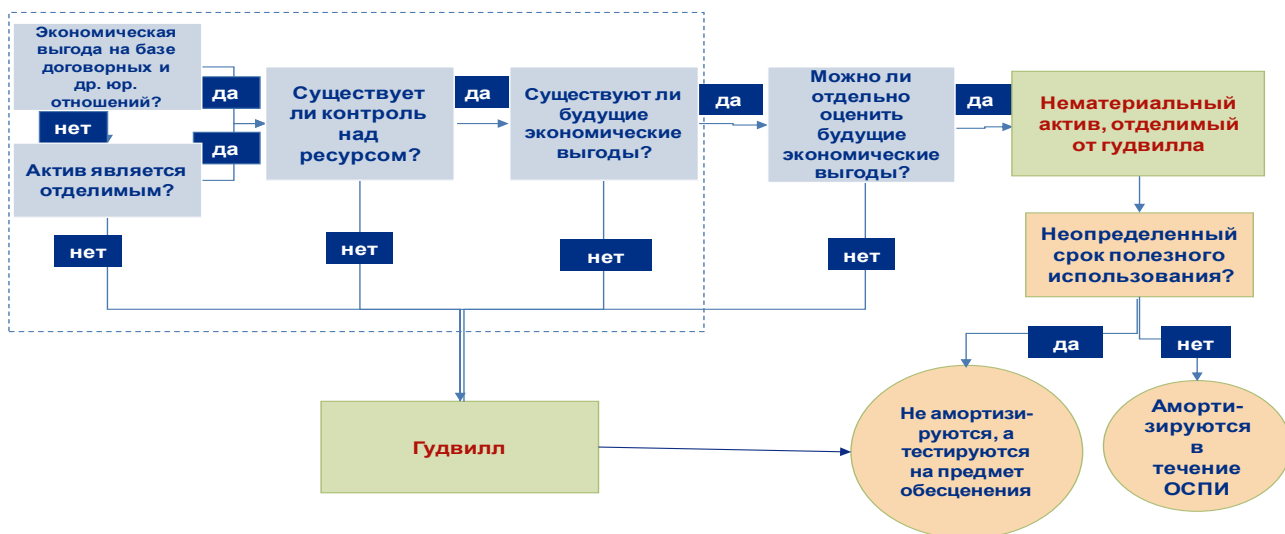 Экономическая
выгода на базе
договорных и
др. юр.
отношений?
да
нет
да
Актив является
отделимым?
нет
Существует
ли контроль
над
ресурсом?
да
нет
Существуют ли
будущие
экономические
выгоды?
да
нет
Можно ли
отдельно
оценить
будущие
экономические
выгоды?
да
нет
Нематериальный
актив, отделимый
от гудвилла
Неопределенный
срок полезного
использования?
да
нет
Гудвилл
Не амортизи-
руются, а
тестируются
на предмет
обесценения
Аморти-
зируются
в
течение
ОСПИ